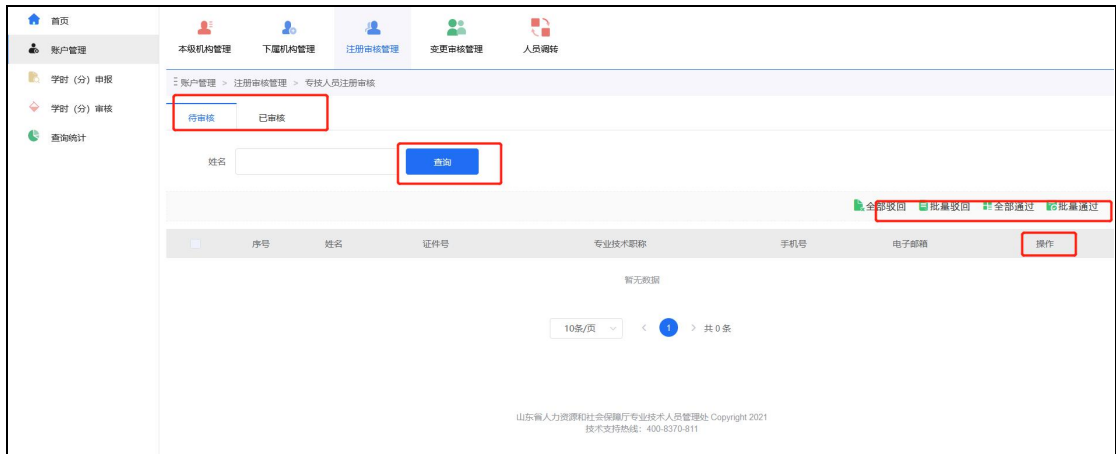 首页
账户管理
学时（分）申报
学时（分）审核
查询统计
本级机构管理 下属机构管理 注册审核管理 变更审核管理 人员调转
账户管理 > 注册审核管理 > 专技人员注册审核
待审核 已审核
姓名 查询
全部驳回 批量驳回 全部通过 批量通过
序号 姓名 证件号 专业技术职称 手机号 电子邮箱 操作
暂无数据
10条/页 < 1 > 共 0 条
山东省人力资源和社会保障厅专业技术人员管理处 Copyright 2021
技术支持热线：400-8370-811